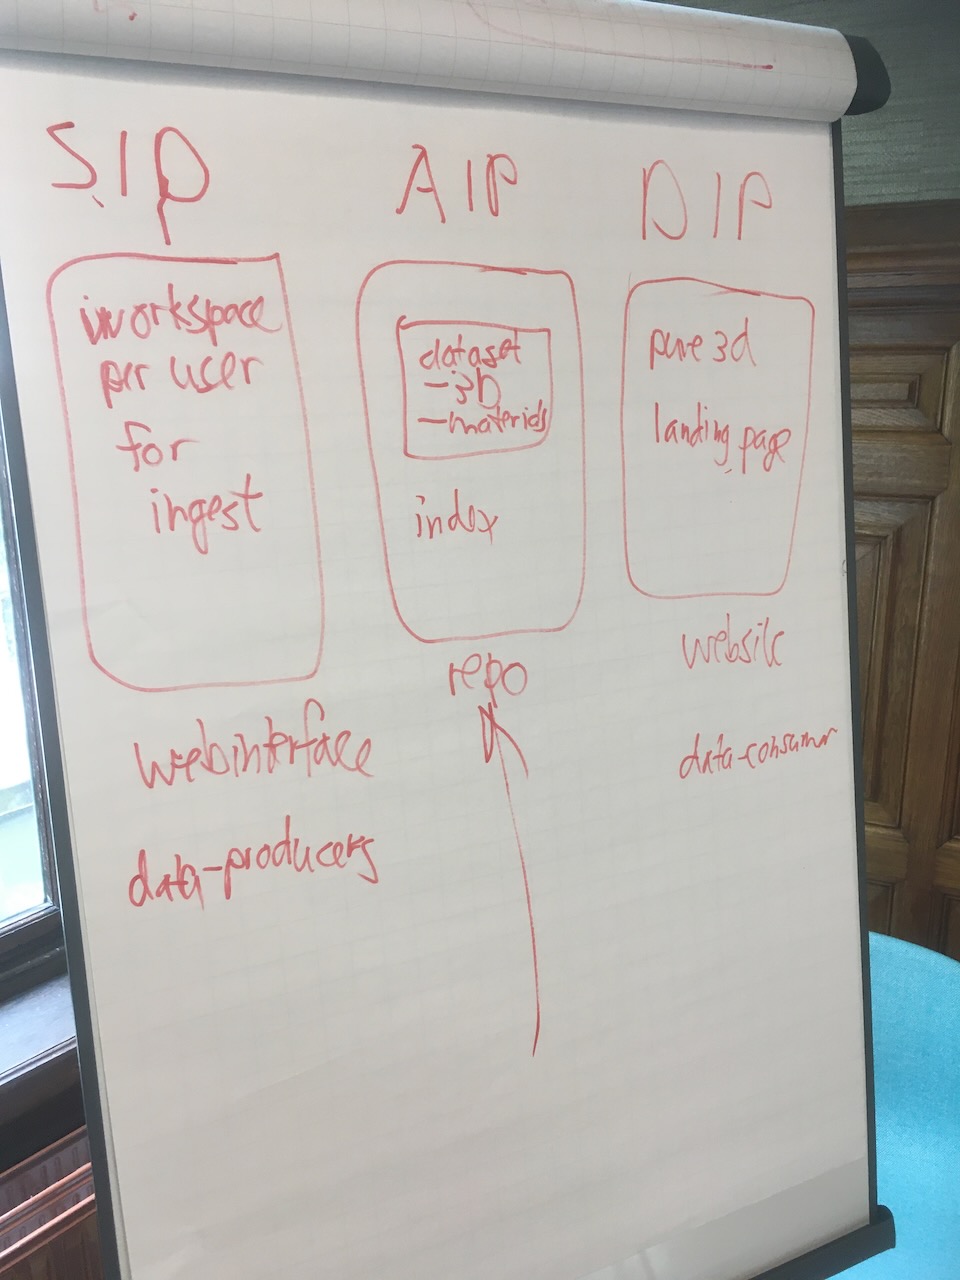 SIP
workspace
per user
for
ingest
webinterface
data-producers
AIP
dataset
- 3D
- materials
index
repo
DIP
pure 3d
landing page
website
data-consumer